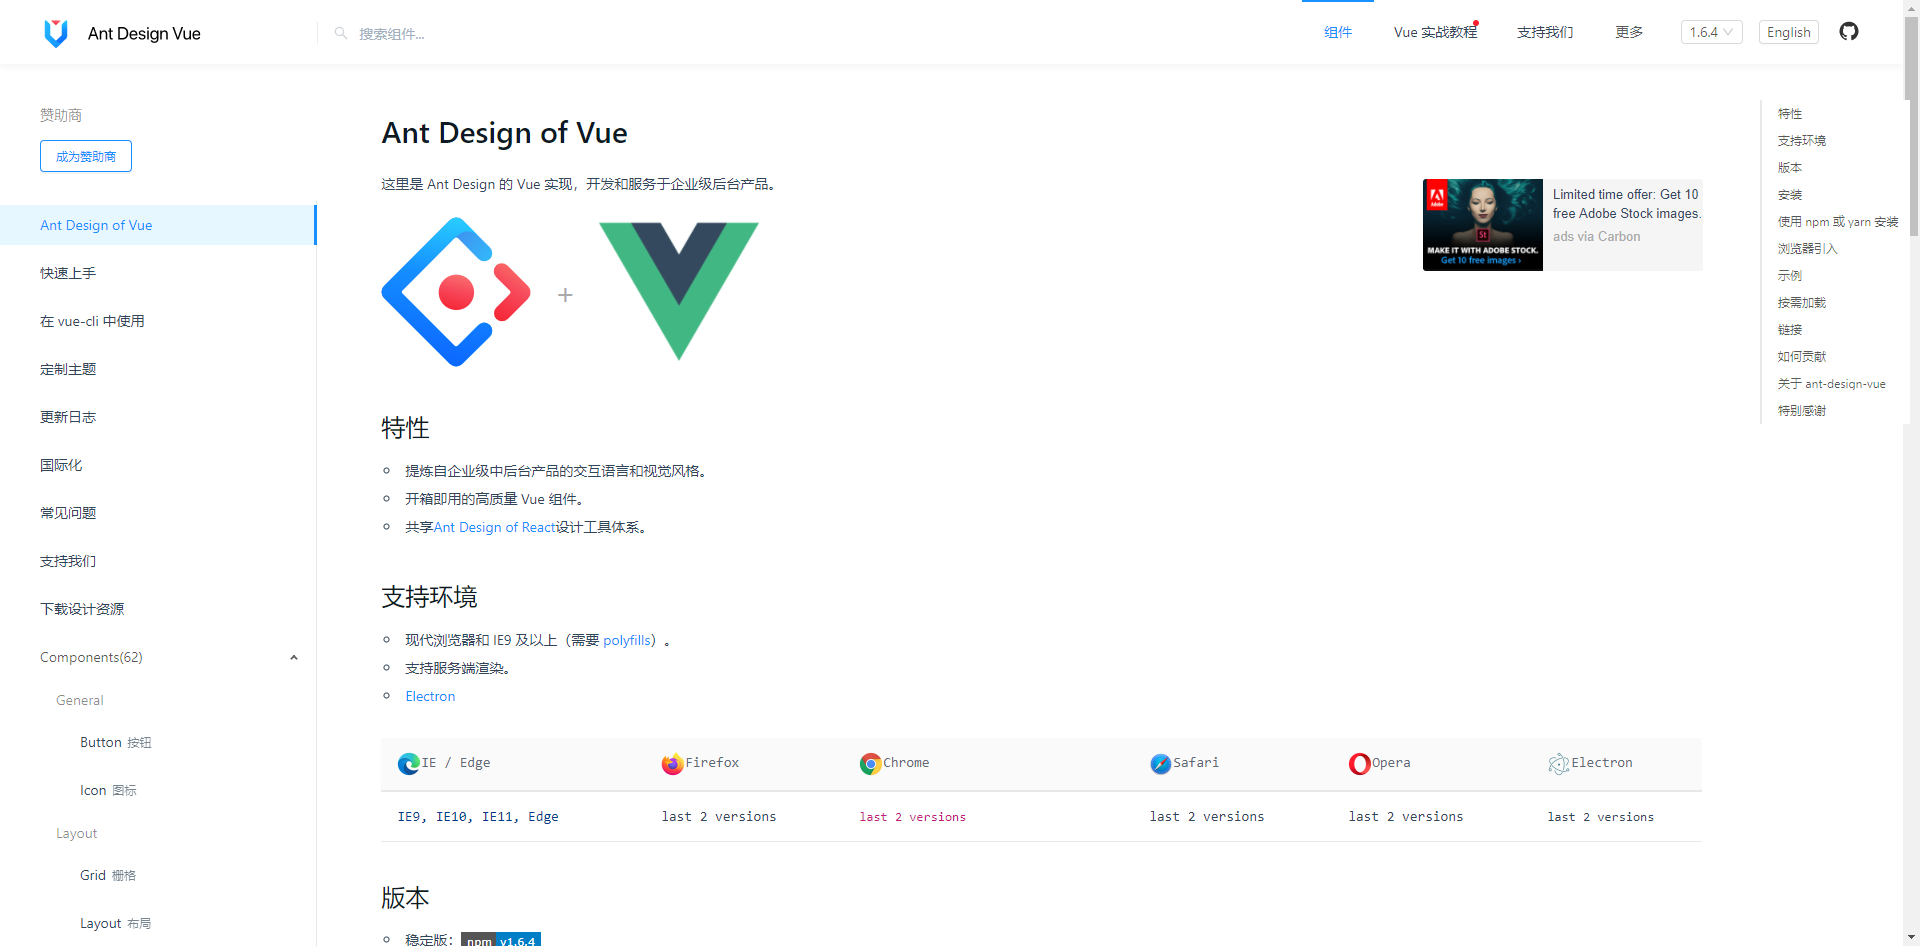 Ant Design Vue
搜索组件...
组件
Vue 实战教程
支持我们
更多
1.6.4
English
赞助商
成为赞助商
Ant Design of Vue
快速上手
在 vue-cli 中使用
定制主题
更新日志
国际化
常见问题
支持我们
下载设计资源
Components(62)
General
Button 按钮
Icon 图标
Layout
Grid 栅格
Layout 布局
Ant Design of Vue
这里是 Ant Design 的 Vue 实现，开发和服务于企业级后台产品。
+
Adobe
St
MAKE IT WITH ADOBE STOCK.
Get 10 free images ›
Limited time offer: Get 10
free Adobe Stock images.
ads via Carbon
特性
提炼自企业级中后台产品的交互语言和视觉风格。
开箱即用的高质量 Vue 组件。
共享Ant Design of React设计工具体系。
支持环境
现代浏览器和 IE9 及以上（需要 polyfills）。
支持服务端渲染。
Electron
IE / Edge Firefox Chrome Safari Opera Electron
IE9, IE10, IE11, Edge last 2 versions last 2 versions last 2 versions last 2 versions last 2 versions
版本
稳定版： npm v1.6.4
特性
支持环境
版本
安装
使用 npm 或 yarn 安装
浏览器引入
示例
按需加载
链接
如何贡献
关于 ant-design-vue
特别感谢